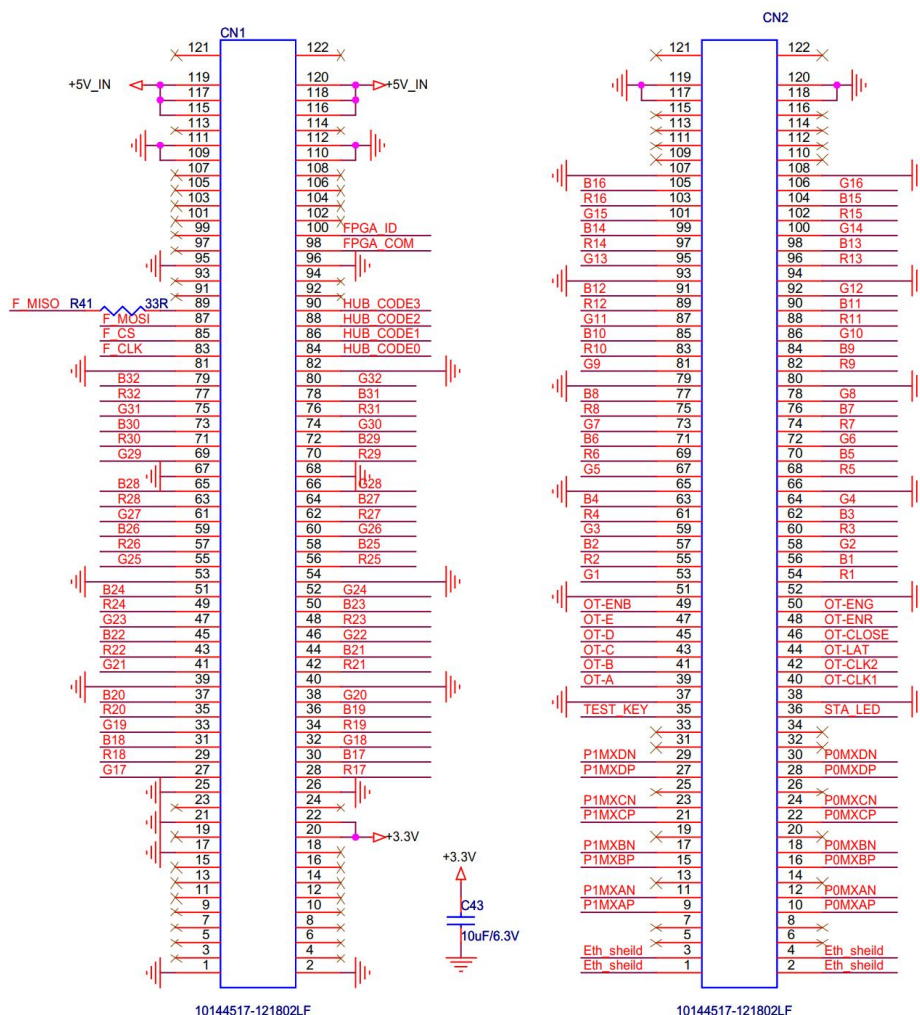 CN1
121 122
+5V_IN 119 120 +5V_IN
117 118
115 116
113 114
111 112
109 110
107 108
105 106
103 104
101 102
99 100 FPGA_ID
97 98 FPGA_COM
95 96
93 94
91 92
F_MISO R41 33R 89 90 HUB_CODE3
F_MOSI 87 88 HUB_CODE2
F_CS 85 86 HUB_CODE1
F_CLK 83 84 HUB_CODE0
81 82
B32 79 80 G32
R32 77 78 B31
G31 75 76 R31
B30 73 74 G30
R30 71 72 B29
G29 69 70 R29
67 68
B28 65 66 G28
R28 63 64 B27
G27 61 62 R27
B26 59 60 G26
R26 57 58 B25
G25 55 56 R25
53 54
B24 51 52 G24
R24 49 50 B23
G23 47 48 R23
B22 45 46 G22
R22 43 44 B21
G21 41 42 R21
39 40
B20 37 38 G20
R20 35 36 B19
G19 33 34 R19
B18 31 32 G18
R18 29 30 B17
G17 27 28 R17
25 26
23 24
21 22
19 20 +3.3V
17 18
15 16
13 14
11 12
9 10
7 8
5 6
3 4
1 2
10144517-121802LF
+3.3V
C43
10uF/6.3V
CN2
121 122
119 120
117 118
115 116
113 114
111 112
109 110
107 108
B16 105 106 G16
R16 103 104 B15
G15 101 102 R15
B14 99 100 G14
R14 97 98 B13
G13 95 96 R13
93 94
B12 91 92 G12
R12 89 90 B11
G11 87 88 R11
B10 85 86 G10
R10 83 84 B9
G9 81 82 R9
79 80
B8 77 78 G8
R8 75 76 B7
G7 73 74 R7
B6 71 72 G6
R6 69 70 B5
G5 67 68 R5
65 66
B4 63 64 G4
R4 61 62 B3
G3 59 60 R3
B2 57 58 G2
R2 55 56 B1
G1 53 54 R1
51 52
OT-ENB 49 50 OT-ENG
OT-E 47 48 OT-ENR
OT-D 45 46 OT-CLOSE
OT-C 43 44 OT-LAT
OT-B 41 42 OT-CLK2
OT-A 39 40 OT-CLK1
37 38
TEST_KEY 35 36 STA_LED
33 34
31 32
P1MXDN 29 30 P0MXDN
P1MXDP 27 28 P0MXDP
25 26
P1MXCN 23 24 P0MXCN
P1MXCP 21 22 P0MXCP
19 20
P1MXBN 17 18 P0MXBN
P1MXBP 15 16 P0MXBP
13 14
P1MXAN 11 12 P0MXAN
P1MXAP 9 10 P0MXAP
7 8
5 6
Eth_sheild 3 4 Eth_sheild
Eth_sheild 1 2 Eth_sheild
10144517-121802LF